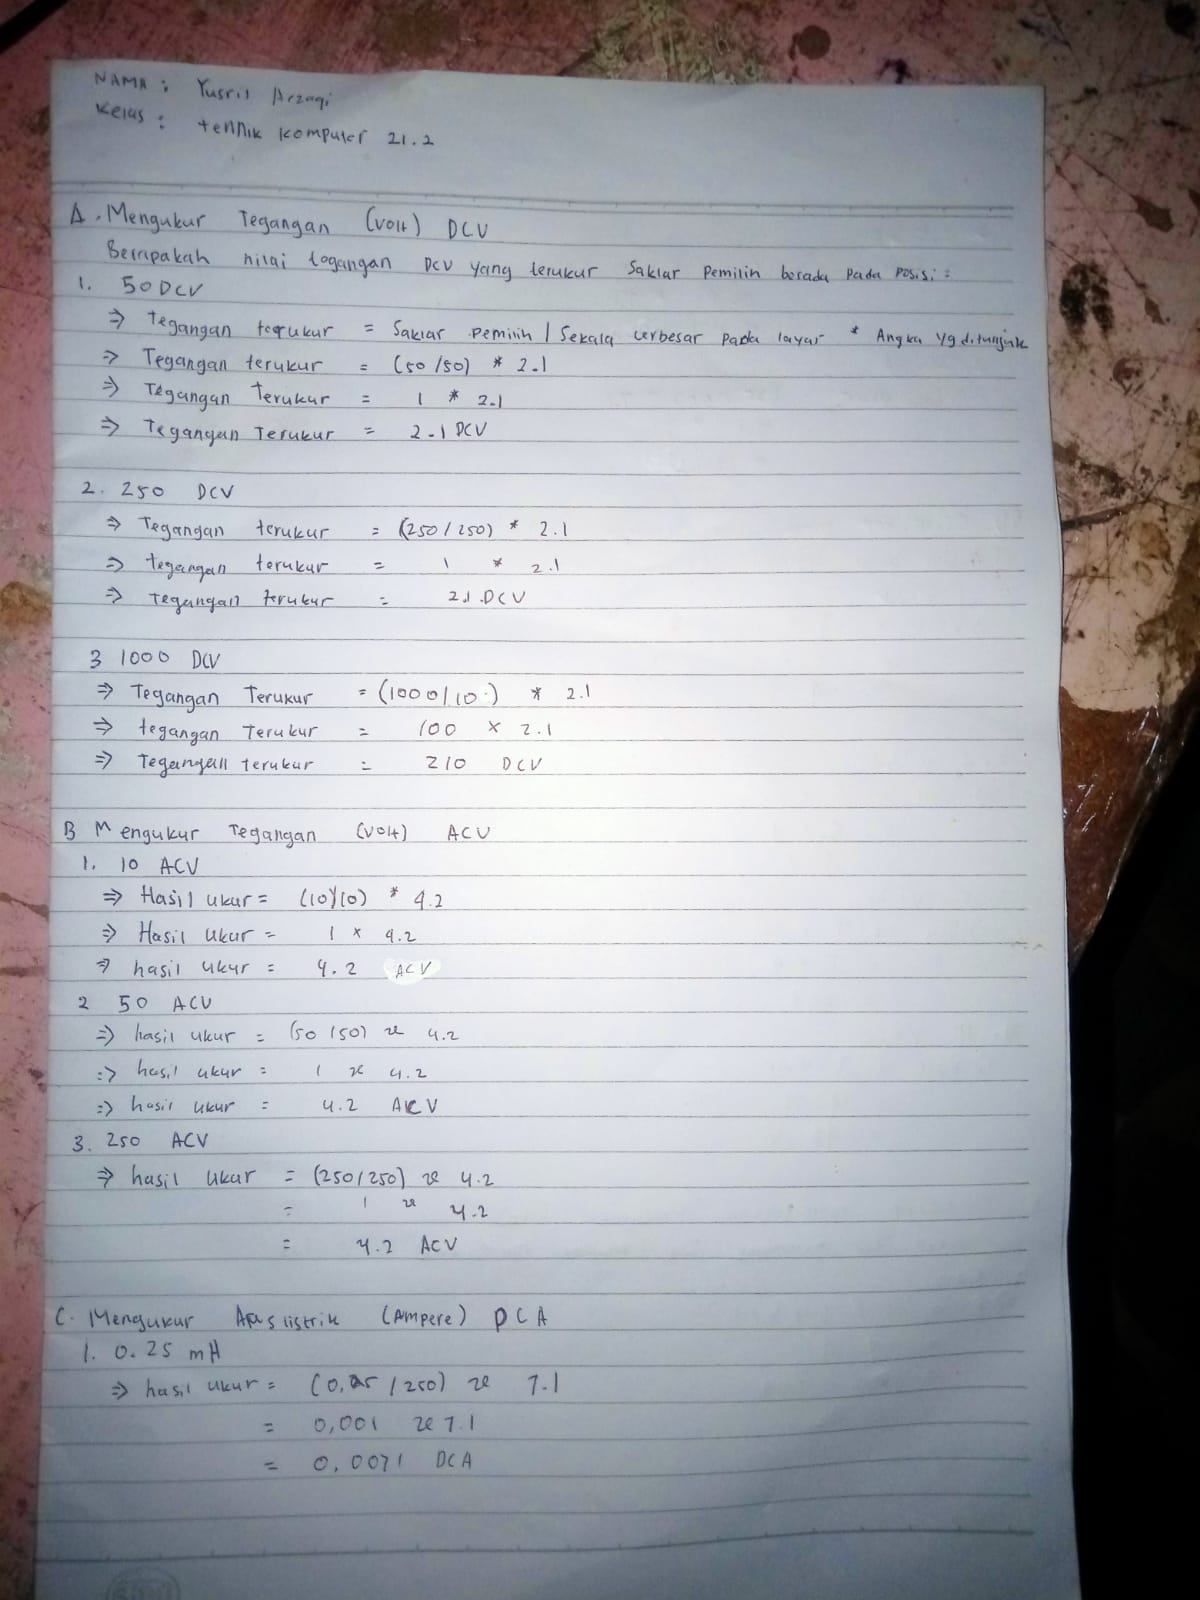 NAMA : Yusril Arzaqi
Kelas : teknik komputer 21.2
A. Mengukur Tegangan (volt) DCV
Berapakah nilai tegangan DCV yang terukur saklar Pemilih berada pada posisi :
1. 50 DCV
⇒ Tegangan terukur = Saklar pemilih / Sekala terbesar pada layar * Angka yg ditunjuk
⇒ Tegangan terukur = (50/50) * 2.1
⇒ Tegangan Terukur = 1 * 2.1
⇒ Tegangan Terukur = 2.1 DCV
2. 250 DCV
⇒ Tegangan terukur = (250/250) * 2.1
⇒ tegangan terukur = 1 * 2.1
⇒ tegangan terukur = 2.1 DCV
3 1000 DCV
⇒ Tegangan Terukur = (1000/10) * 2.1
⇒ tegangan Terukur = 100 x 2.1
⇒ Tegangan terukur = 210 DCV
B Mengukur Tegangan (volt) ACV
1. 10 ACV
⇒ Hasil ukur = (10/10) * 4.2
⇒ Hasil Ukur = 1 x 4.2
⇒ hasil ukur = 4.2 ACV
2 50 ACV
⇒ hasil ukur = (50/50) x 4.2
⇒ hasil ukur = 1 x 4.2
⇒ hasil ukur = 4.2 ACV
3. 250 ACV
⇒ hasil Ukur = (250/250) x 4.2
= 1 x 4.2
= 4.2 ACV
C. Mengukur Arus listrik (Ampere) DCA
1. 0.25 mA
⇒ hasil ukur = (0,25/250) x 7.1
= 0,001 x 7.1
= 0,0071 DCA